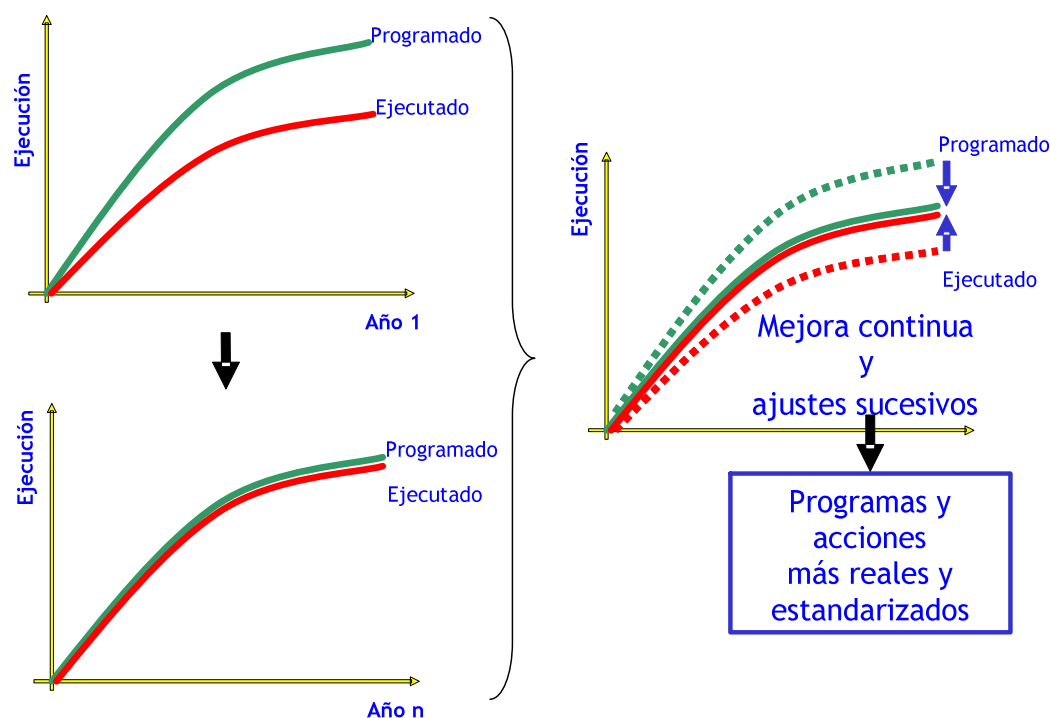 Programado
Ejecutado
Ejecución
Año 1
Programado
Ejecutado
Ejecución
Año n
Programado
Ejecución
Ejecutado
Mejora continua
y
ajustes sucesivos
Programas y
acciones
más reales y
estandarizados